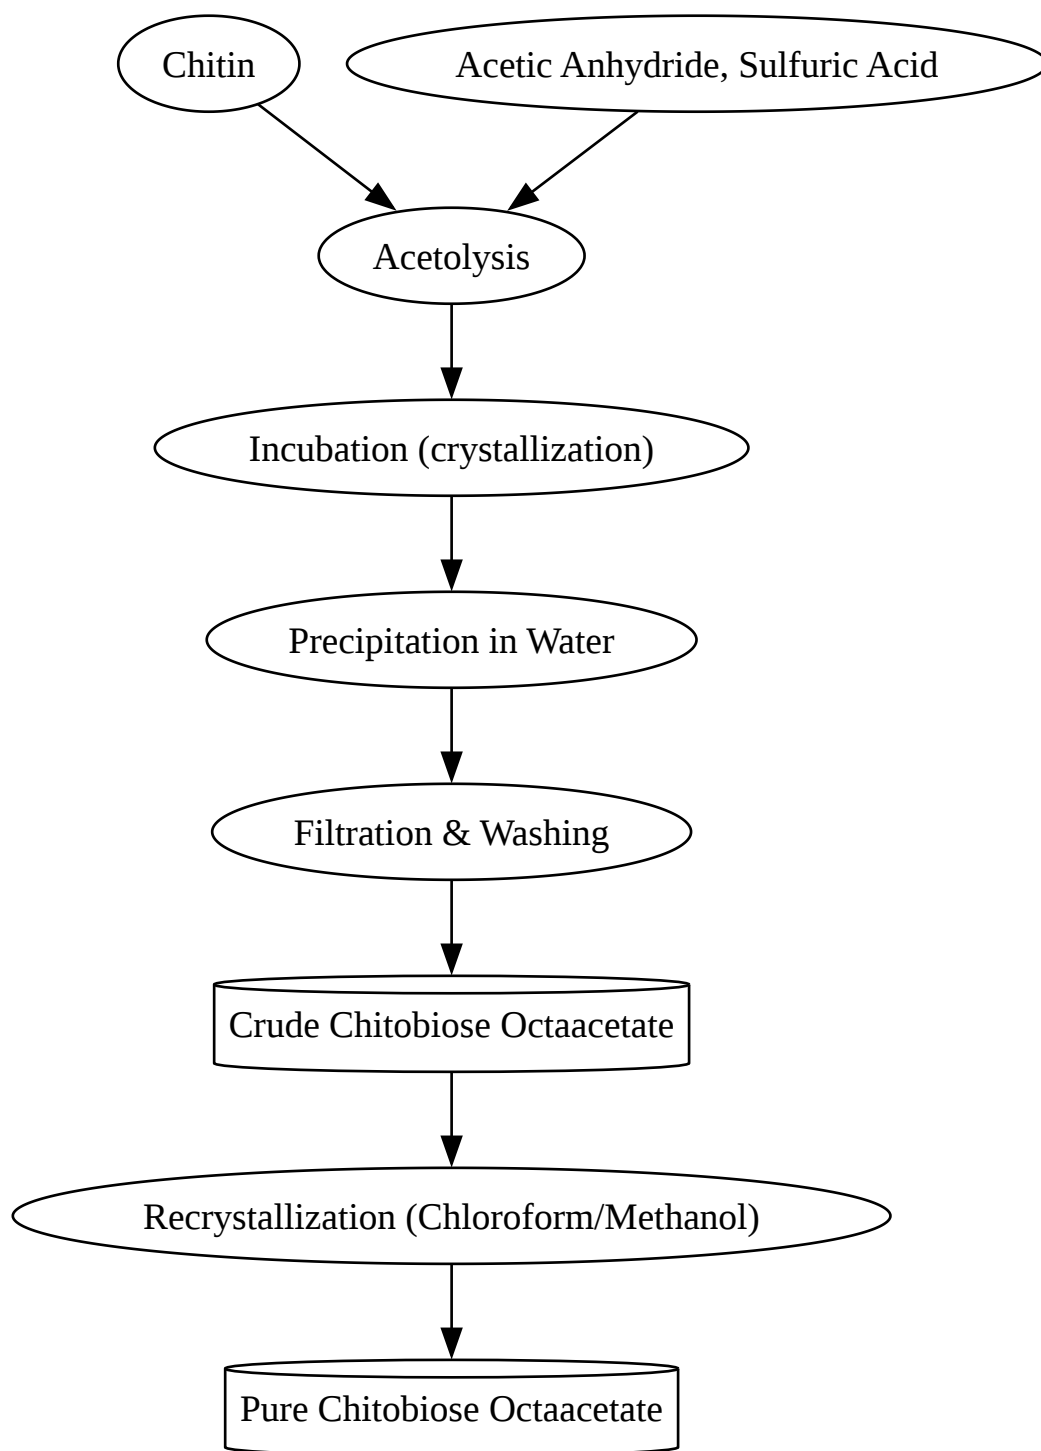 Chitin
Acetic Anhydride, Sulfuric Acid
Acetolysis
Incubation (crystallization)
Precipitation in Water
Filtration & Washing
Crude Chitobiose Octaacetate
Recrystallization (Chloroform/Methanol)
Pure Chitobiose Octaacetate